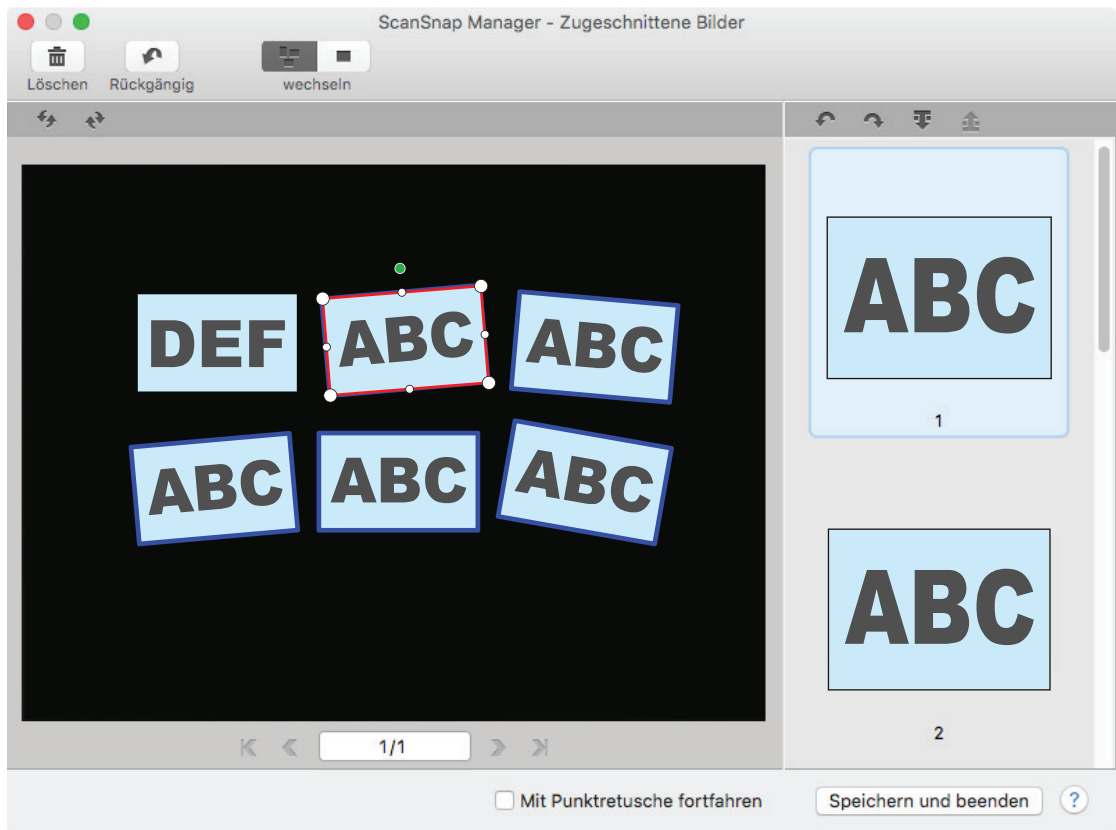 ScanSnap Manager - Zugeschnittene Bilder
Löschen Rückgängig wechseln
DEF ABC ABC
ABC ABC ABC
1/1
ABC
1
ABC
2
Mit Punktretusche fortfahren Speichern und beenden ?